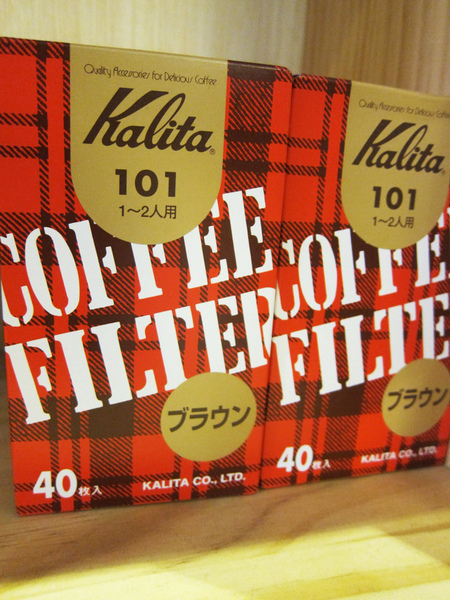 Quality Accessories for Delicious Coffee
Kalita®
101
1～2人用
COFFEE
FILTER
ブラウン
40枚入
KALITA CO., LTD.
Quality Accessories for Delicious Coffee
Kalita®
101
1～2人用
COFFEE
FILTE
ブラウン
40枚入
KALITA CO., LTD.